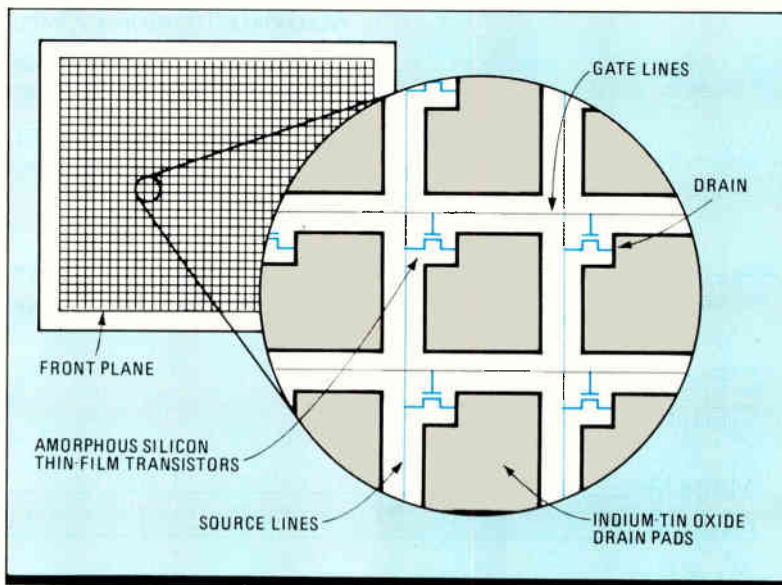 GATE LINES
DRAIN
FRONT PLANE
AMORPHOUS SILICON
THIN-FILM TRANSISTORS
SOURCE LINES
INDIUM-TIN OXIDE
DRAIN PADS